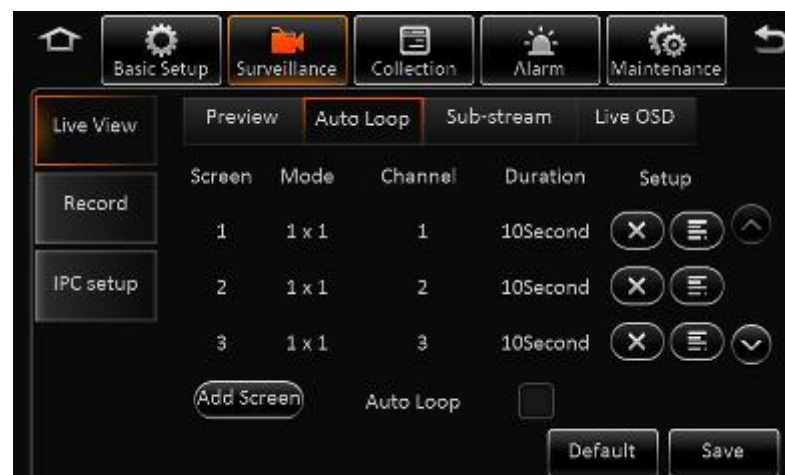 Basic Setup Surveillance Collection Alarm Maintenance
Live View Preview Auto Loop Sub-stream Live OSD
Screen Mode Channel Duration Setup
Record
1 1 x 1 1 10Second
IPC setup 2 1 x 1 2 10Second
3 1 x 1 3 10Second
Add Screen Auto Loop
Default Save